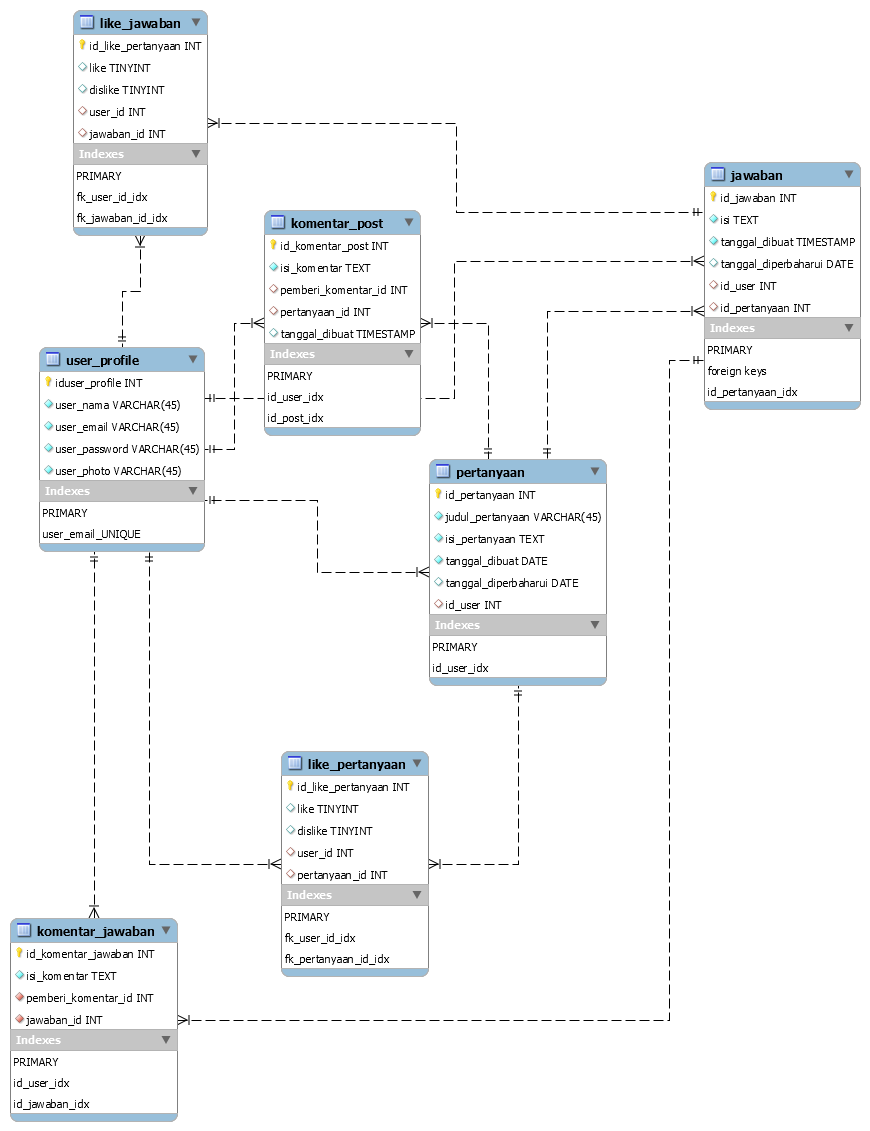 like_jawaban
id_like_pertanyaan INT
like TINYINT
dislike TINYINT
user_id INT
jawaban_id INT
Indexes
PRIMARY
fk_user_id_idx
fk_jawaban_id_idx
jawaban
id_jawaban INT
isi TEXT
tanggal_dibuat TIMESTAMP
tanggal_diperbaharui DATE
id_user INT
id_pertanyaan INT
Indexes
PRIMARY
foreign keys
id_pertanyaan_idx
komentar_post
id_komentar_post INT
isi_komentar TEXT
pemberi_komentar_id INT
pertanyaan_id INT
tanggal_dibuat TIMESTAMP
Indexes
PRIMARY
id_user_idx
id_post_idx
user_profile
iduser_profile INT
user_nama VARCHAR(45)
user_email VARCHAR(45)
user_password VARCHAR(45)
user_photo VARCHAR(45)
Indexes
PRIMARY
user_email_UNIQUE
pertanyaan
id_pertanyaan INT
judul_pertanyaan VARCHAR(45)
isi_pertanyaan TEXT
tanggal_dibuat DATE
tanggal_diperbaharui DATE
id_user INT
Indexes
PRIMARY
id_user_idx
like_pertanyaan
id_like_pertanyaan INT
like TINYINT
dislike TINYINT
user_id INT
pertanyaan_id INT
Indexes
PRIMARY
fk_user_id_idx
fk_pertanyaan_id_idx
komentar_jawaban
id_komentar_jawaban INT
isi_komentar TEXT
pemberi_komentar_id INT
jawaban_id INT
Indexes
PRIMARY
id_user_idx
id_jawaban_idx